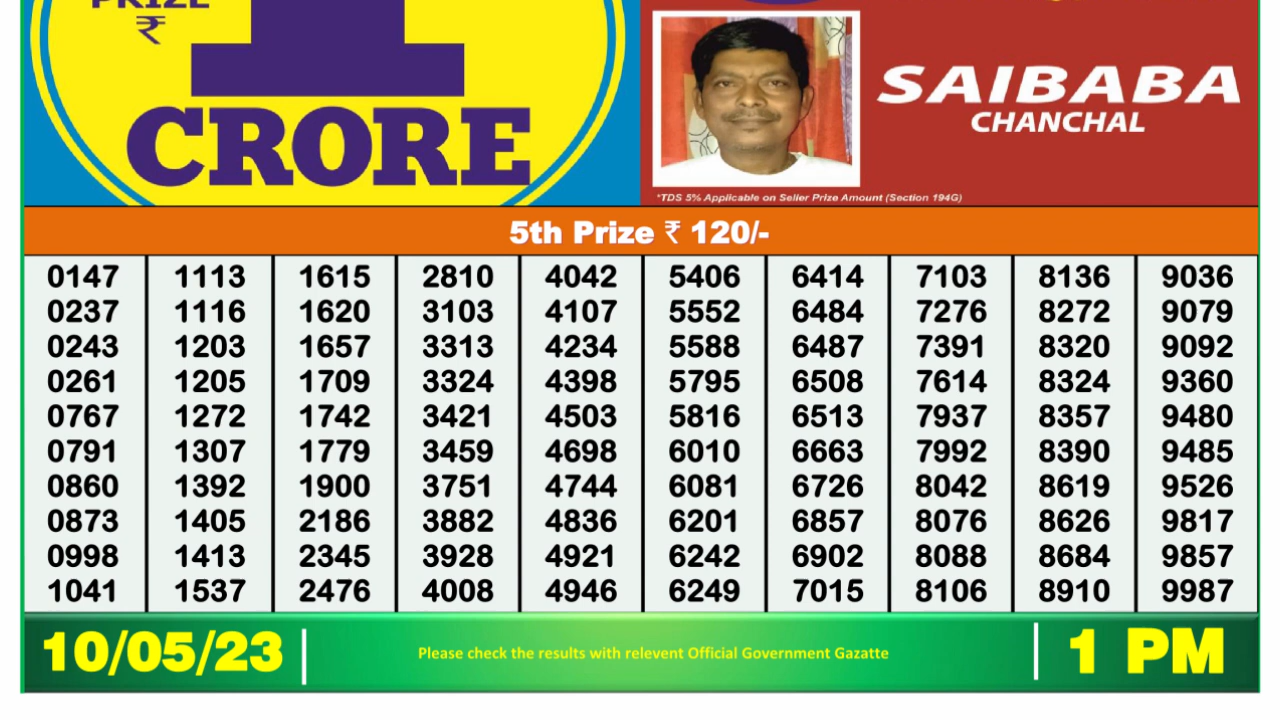 PRIZE
₹
1
CRORE
SAIBABA
CHANCHAL
*TDS 5% Applicable on Seller Prize Amount (Section 194G)
5th Prize ₹ 120/-
0147 1113 1615 2810 4042 5406 6414 7103 8136 9036
0237 1116 1620 3103 4107 5552 6484 7276 8272 9079
0243 1203 1657 3313 4234 5588 6487 7391 8320 9092
0261 1205 1709 3324 4398 5795 6508 7614 8324 9360
0767 1272 1742 3421 4503 5816 6513 7937 8357 9480
0791 1307 1779 3459 4698 6010 6663 7992 8390 9485
0860 1392 1900 3751 4744 6081 6726 8042 8619 9526
0873 1405 2186 3882 4836 6201 6857 8076 8626 9817
0998 1413 2345 3928 4921 6242 6902 8088 8684 9857
1041 1537 2476 4008 4946 6249 7015 8106 8910 9987
10/05/23
Please check the results with relevent Official Government Gazatte
1 PM